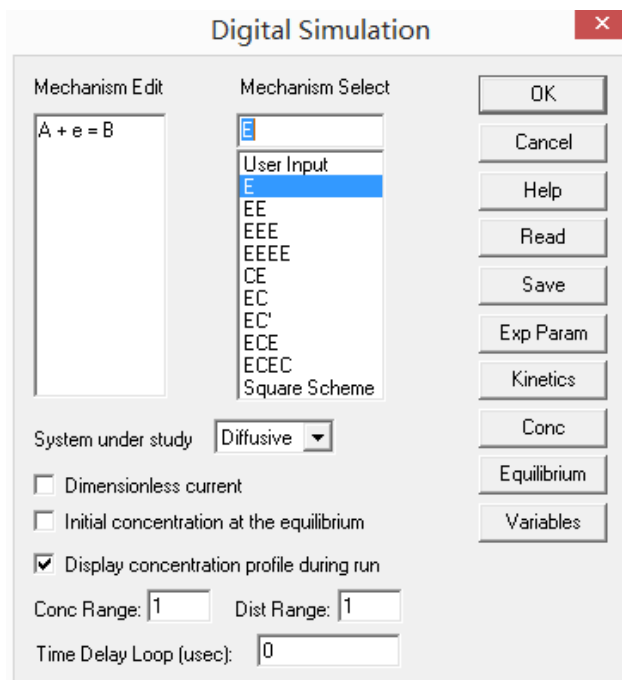 Digital Simulation
Mechanism Edit
A + e = B
Mechanism Select
E
User Input
E
EE
EEE
EEEE
CE
EC
EC'
ECE
ECEC
Square Scheme
OK
Cancel
Help
Read
Save
Exp Param
Kinetics
Conc
Equilibrium
Variables
System under study Diffusive
Dimensionless current
Initial concentration at the equilibrium
Display concentration profile during run
Conc Range: 1 Dist Range: 1
Time Delay Loop (usec): 0